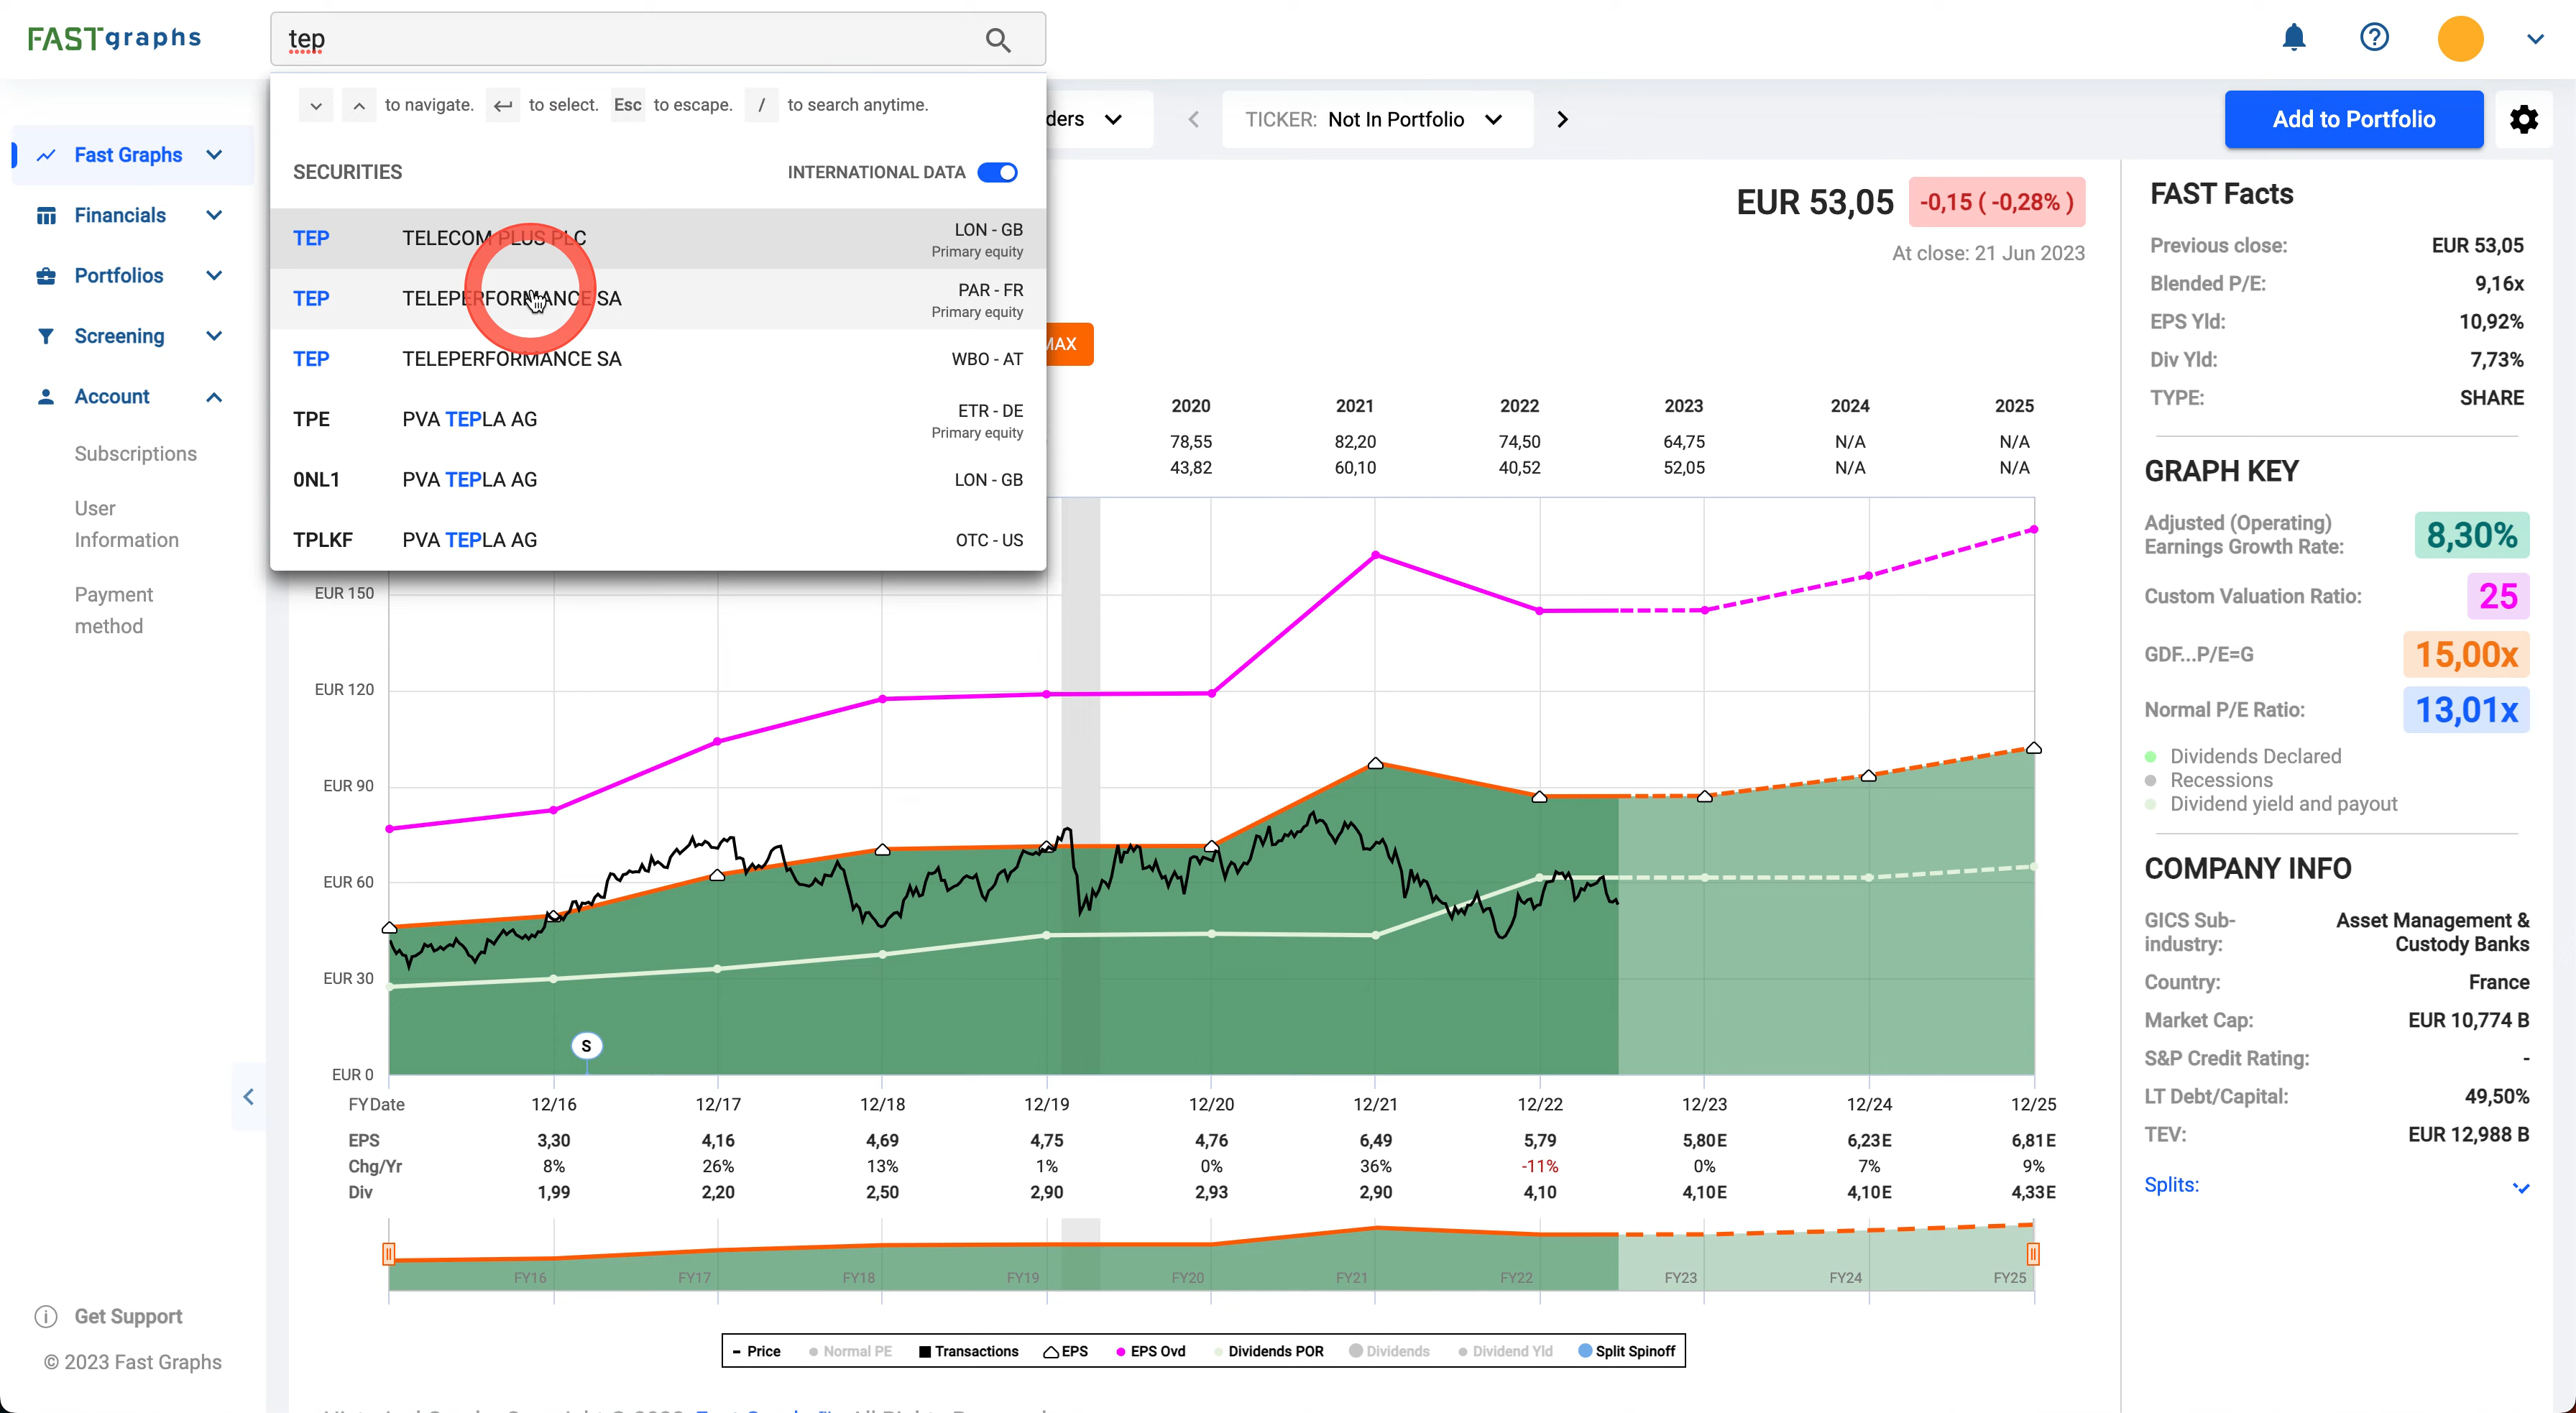 FASTgraphs
tep
to navigate. to select. Esc to escape. / to search anytime.
ders
TICKER: Not In Portfolio
Add to Portfolio
Fast Graphs
Financials
Portfolios
Screening
Account
Subscriptions
User
Information
Payment
method
Get Support
© 2023 Fast Graphs
SECURITIES INTERNATIONAL DATA
TEP TELECOM PLUS PLC LON - GB
Primary equity
TEP TELEPERFORMANCE SA PAR - FR
Primary equity
TEP TELEPERFORMANCE SA WBO - AT
TPE PVA TEPLA AG ETR - DE
Primary equity
0NL1 PVA TEPLA AG LON - GB
TPLKF PVA TEPLA AG OTC - US
EUR 53,05 -0,15 ( -0,28% )
At close: 21 Jun 2023
MAX
2020 2021 2022 2023 2024 2025
78,55 82,20 74,50 64,75 N/A N/A
43,82 60,10 40,52 52,05 N/A N/A
EUR 150
EUR 120
EUR 90
EUR 60
EUR 30
S
EUR 0
FYDate 12/16 12/17 12/18 12/19 12/20 12/21 12/22 12/23 12/24 12/25
EPS 3,30 4,16 4,69 4,75 4,76 6,49 5,79 5,80E 6,23E 6,81E
Chg/Yr 8% 26% 13% 1% 0% 36% -11% 0% 7% 9%
Div 1,99 2,20 2,50 2,90 2,93 2,90 4,10 4,10E 4,10E 4,33E
FY16 FY17 FY18 FY19 FY20 FY21 FY22 FY23 FY24 FY25
Price Normal PE Transactions EPS EPS Ovd Dividends POR Dividends Dividend Yld Split Spinoff
FAST Facts
Previous close: EUR 53,05
Blended P/E: 9,16x
EPS Yld: 10,92%
Div Yld: 7,73%
TYPE: SHARE
GRAPH KEY
Adjusted (Operating)
Earnings Growth Rate: 8,30%
Custom Valuation Ratio: 25
GDF...P/E=G 15,00x
Normal P/E Ratio: 13,01x
Dividends Declared
Recessions
Dividend yield and payout
COMPANY INFO
GICS Sub- Asset Management &
industry: Custody Banks
Country: France
Market Cap: EUR 10,774 B
S&P Credit Rating: -
LT Debt/Capital: 49,50%
TEV: EUR 12,988 B
Splits: